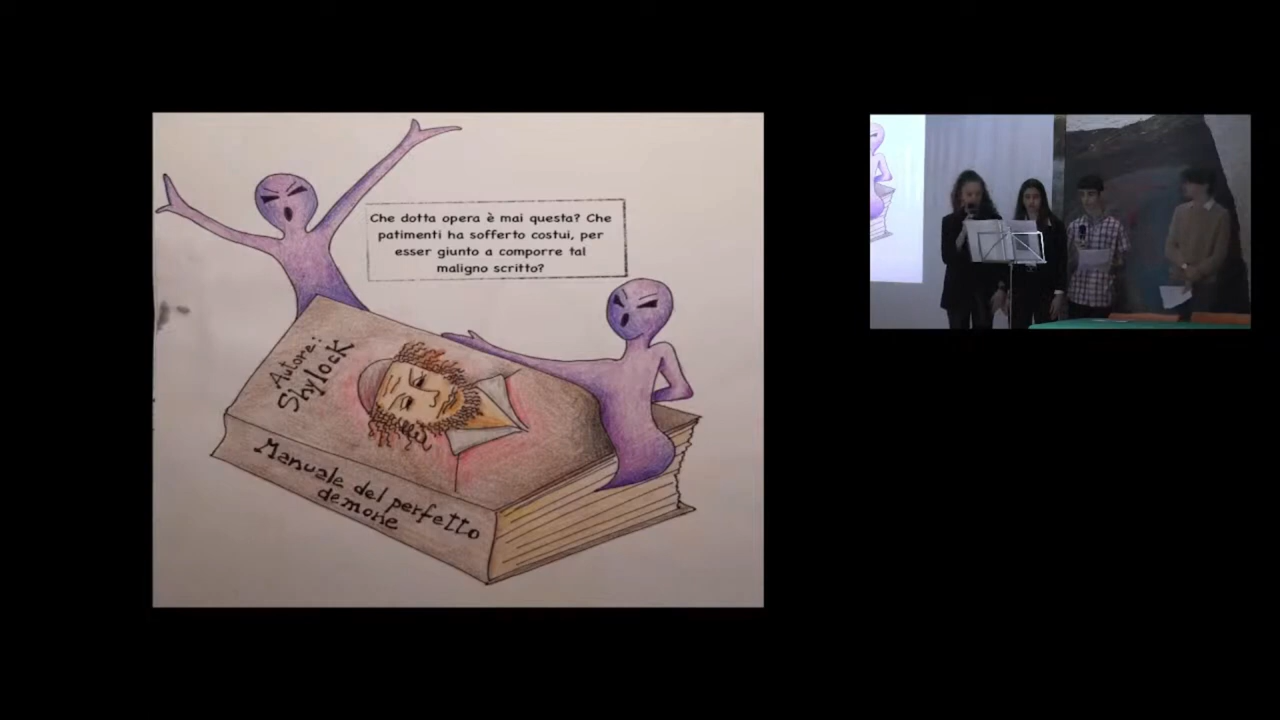 Che dotta opera è mai questa? Che
patimenti ha sofferto costui, per
esser giunto a comporre tal
maligno scritto?
Autore:
Shylock
Manuale del perfetto
demone